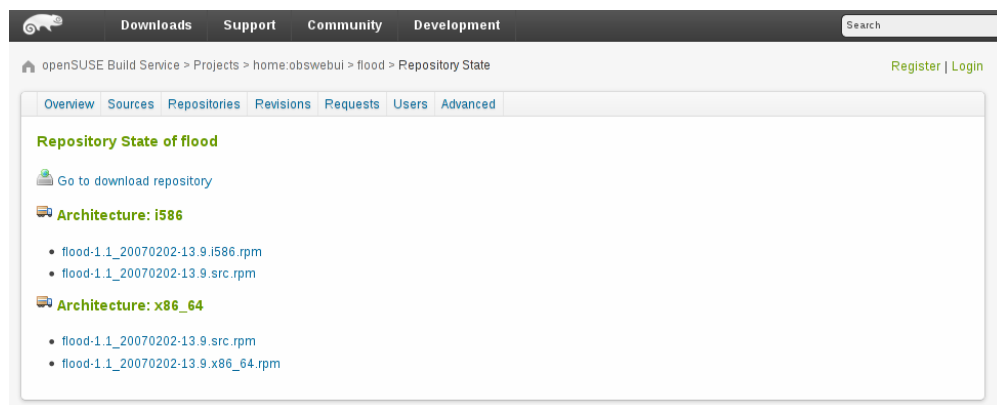 Downloads Support Community Development Search
openSUSE Build Service > Projects > home:obswebui > flood > Repository State Register | Login
Overview Sources Repositories Revisions Requests Users Advanced
Repository State of flood
Go to download repository
Architecture: i586
• flood-1.1_20070202-13.9.i586.rpm
• flood-1.1_20070202-13.9.src.rpm
Architecture: x86_64
• flood-1.1_20070202-13.9.src.rpm
• flood-1.1_20070202-13.9.x86_64.rpm